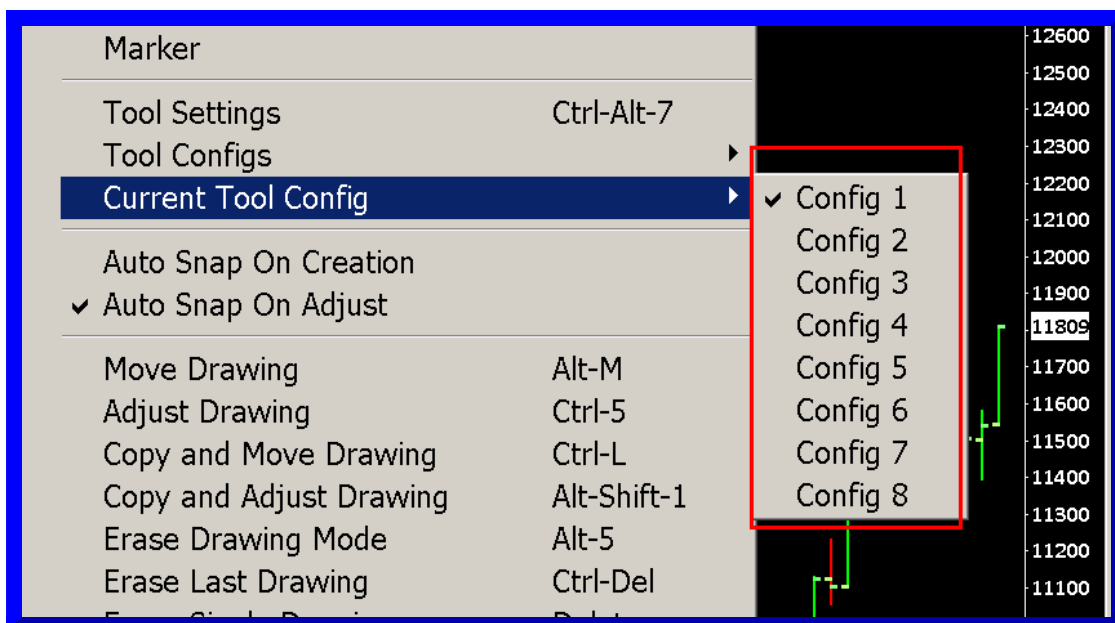 Marker
Tool Settings Ctrl-Alt-7
Tool Configs
Current Tool Config
Auto Snap On Creation
Auto Snap On Adjust
Move Drawing Alt-M
Adjust Drawing Ctrl-5
Copy and Move Drawing Ctrl-L
Copy and Adjust Drawing Alt-Shift-1
Erase Drawing Mode Alt-5
Erase Last Drawing Ctrl-Del
Config 1
Config 2
Config 3
Config 4
Config 5
Config 6
Config 7
Config 8
12600
12500
12400
12300
12200
12100
12000
11900
11809
11700
11600
11500
11400
11300
11200
11100